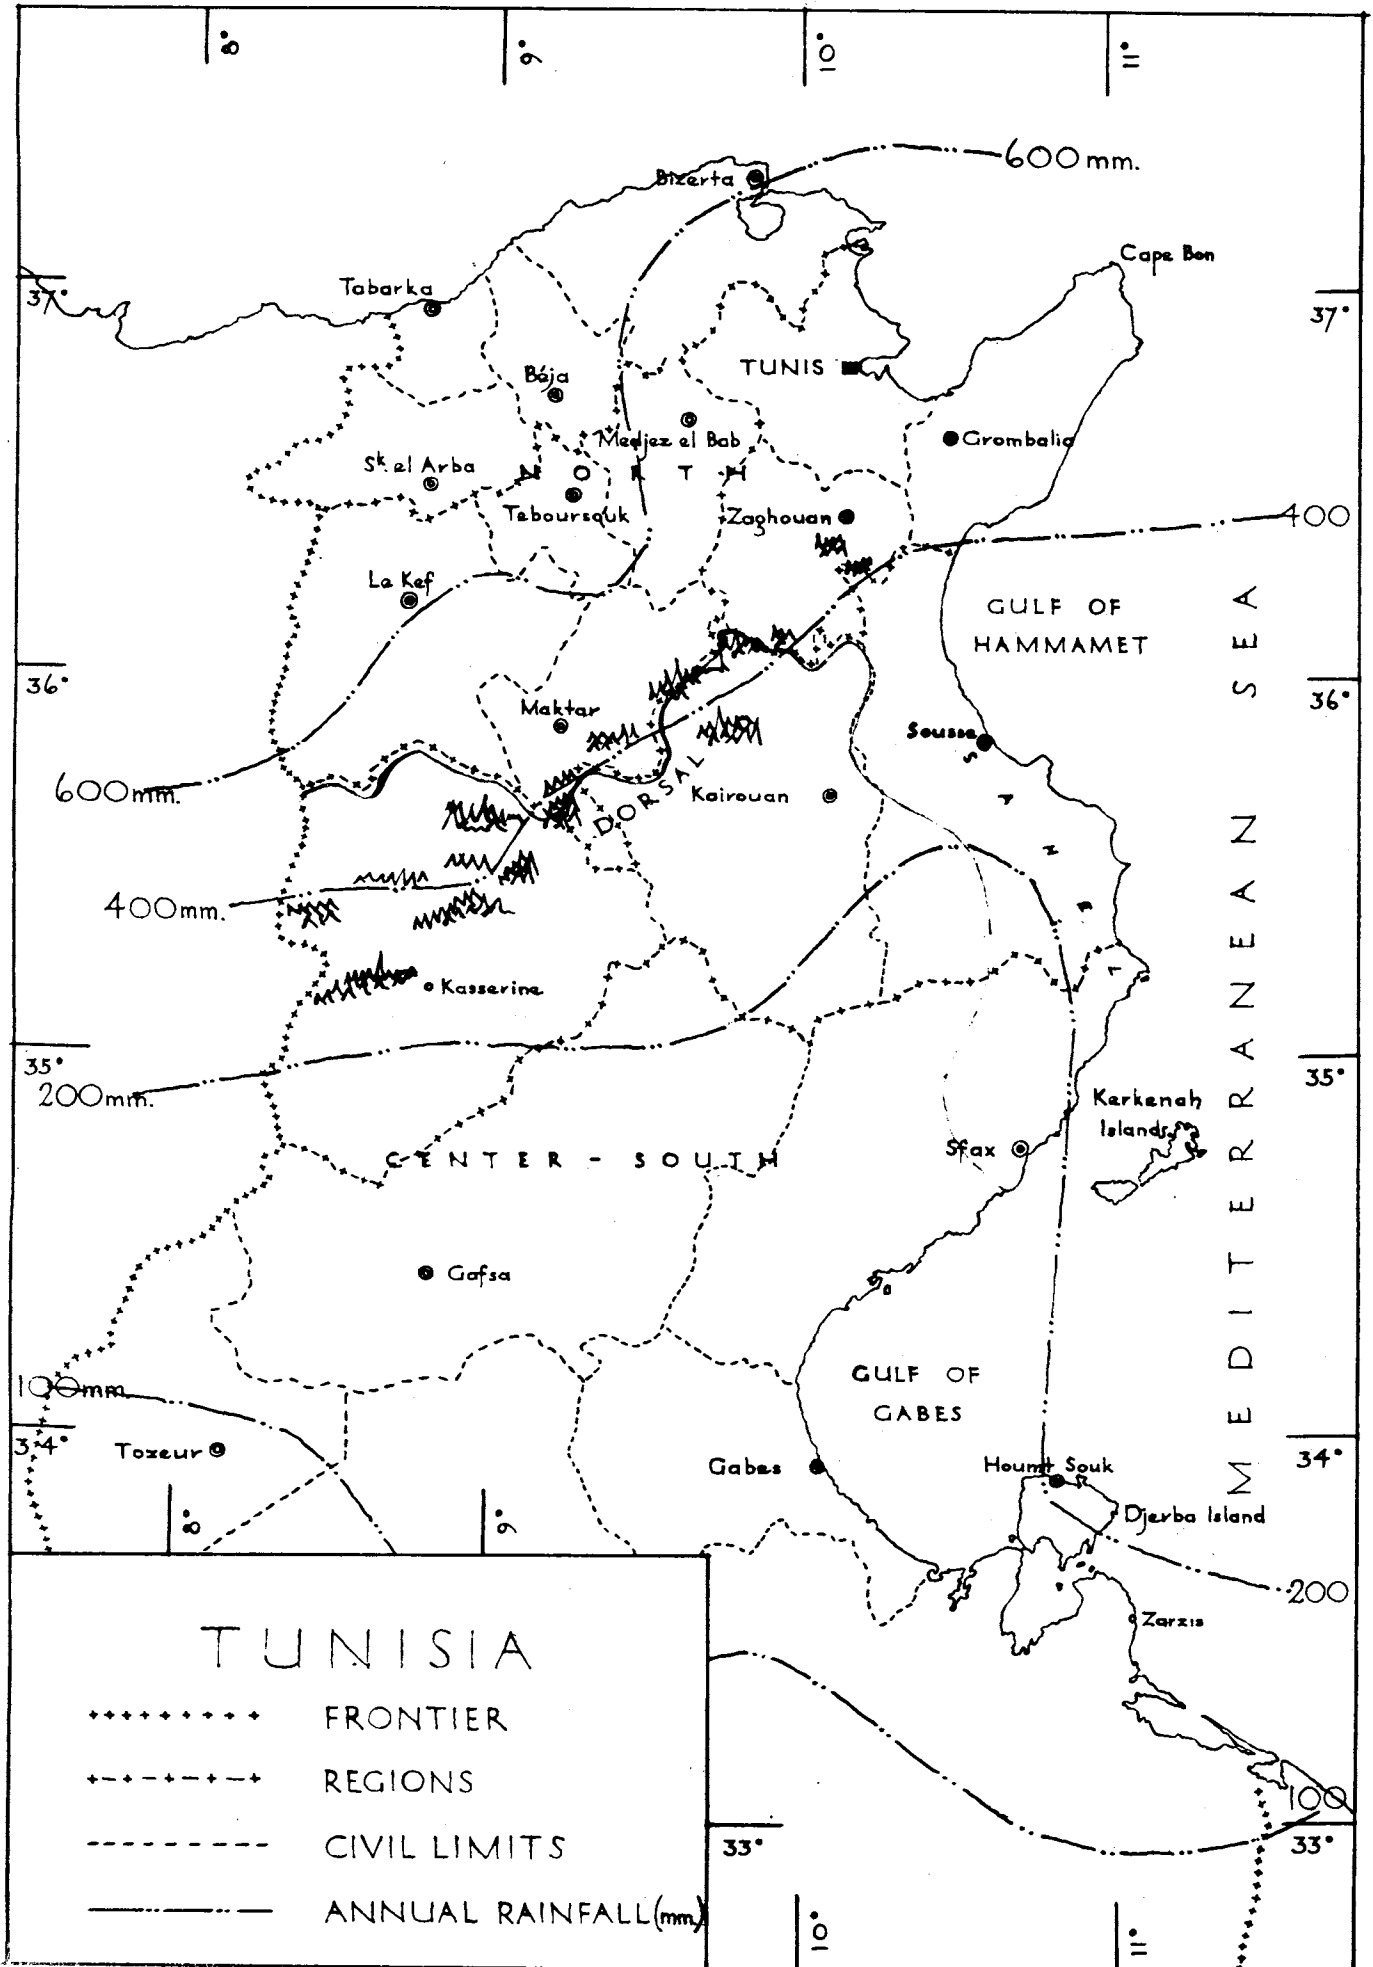 8°
9°
10°
11°
600mm.
Bizerta
Cape Bon
Tabarka
37°
37°
TUNIS
Béja
Medjez el Bab
Grombalia
Sk. el Arba
NORTH
Teboursouk
Zaghouan
400
Le Kef
GULF OF
HAMMAMET
36°
36°
Maktar
Sousse
SAHEL
600mm.
Kairouan
DORSAL
400mm.
Kasserine
MEDITERRANEAN SEA
35°
35°
200mm.
Kerkenah
Islands
CENTER - SOUTH
Sfax
Gafsa
GULF OF
GABES
100mm.
34°
34°
Tozeur
Gabes
Houmt Souk
Djerba Island
8°
9°
200
Zarzis
TUNISIA
FRONTIER
REGIONS
CIVIL LIMITS
ANNUAL RAINFALL (mm.)
100
33°
33°
10°
11°